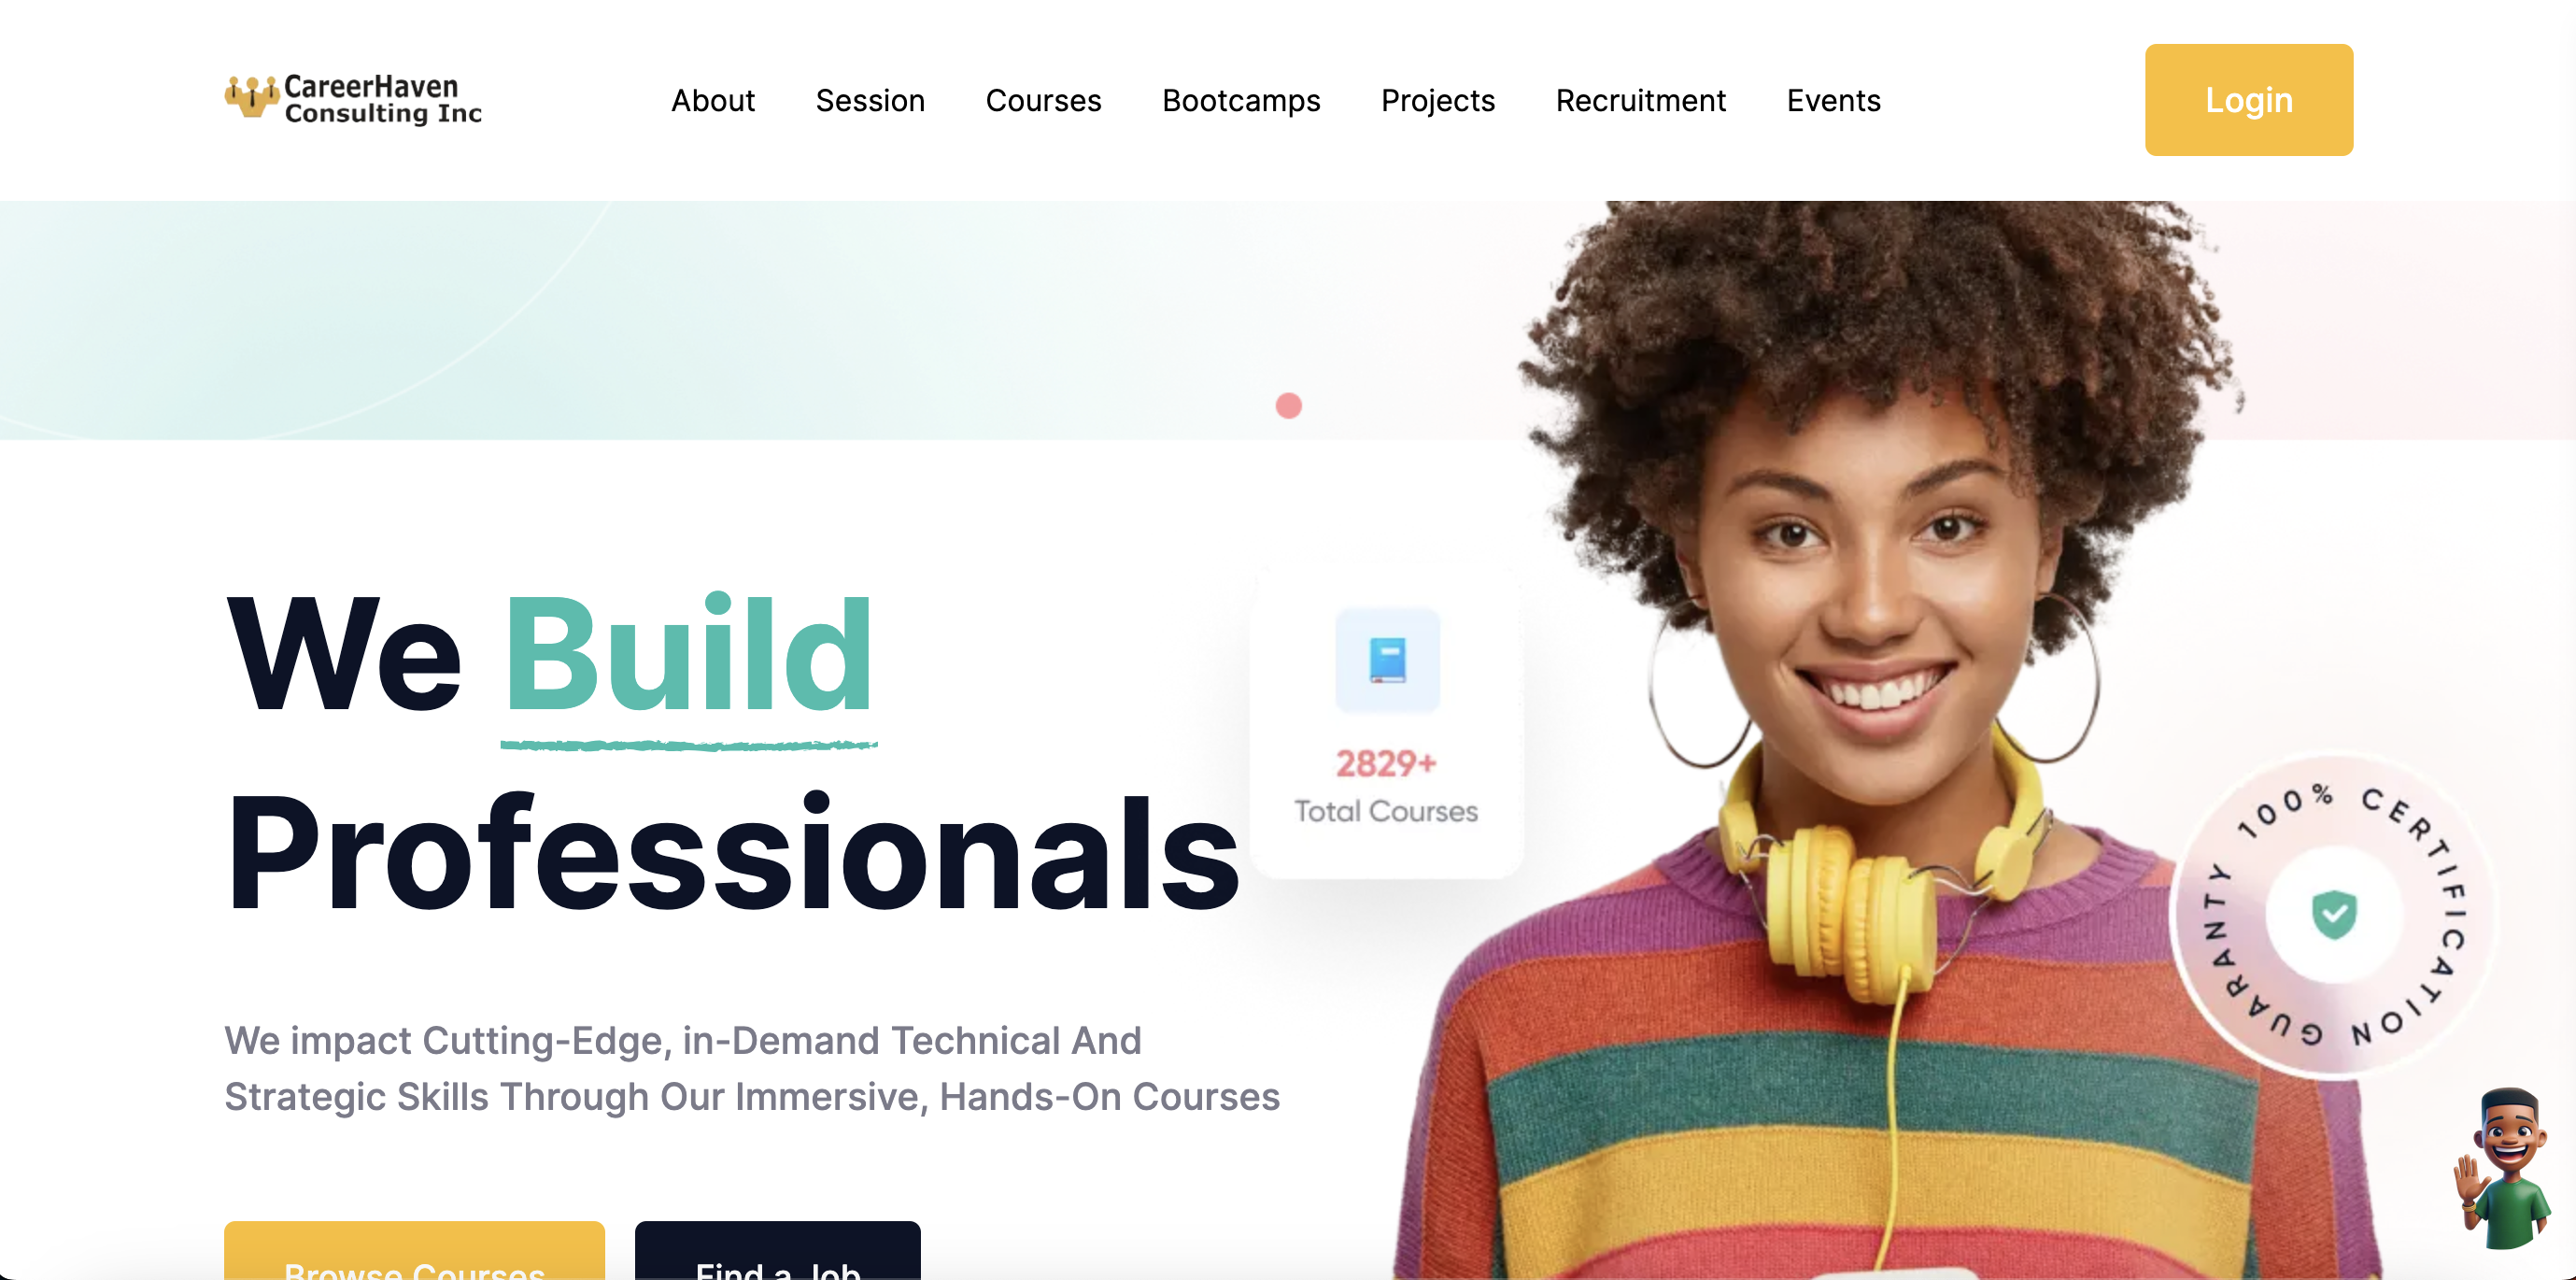 CareerHaven
Consulting Inc
About
Session
Courses
Bootcamps
Projects
Recruitment
Events
Login
We Build
Professionals
2829+
Total Courses
100% CERTIFICATION GUARANTY
We impact Cutting-Edge, in-Demand Technical And
Strategic Skills Through Our Immersive, Hands-On Courses
Browse Courses
Find a Job